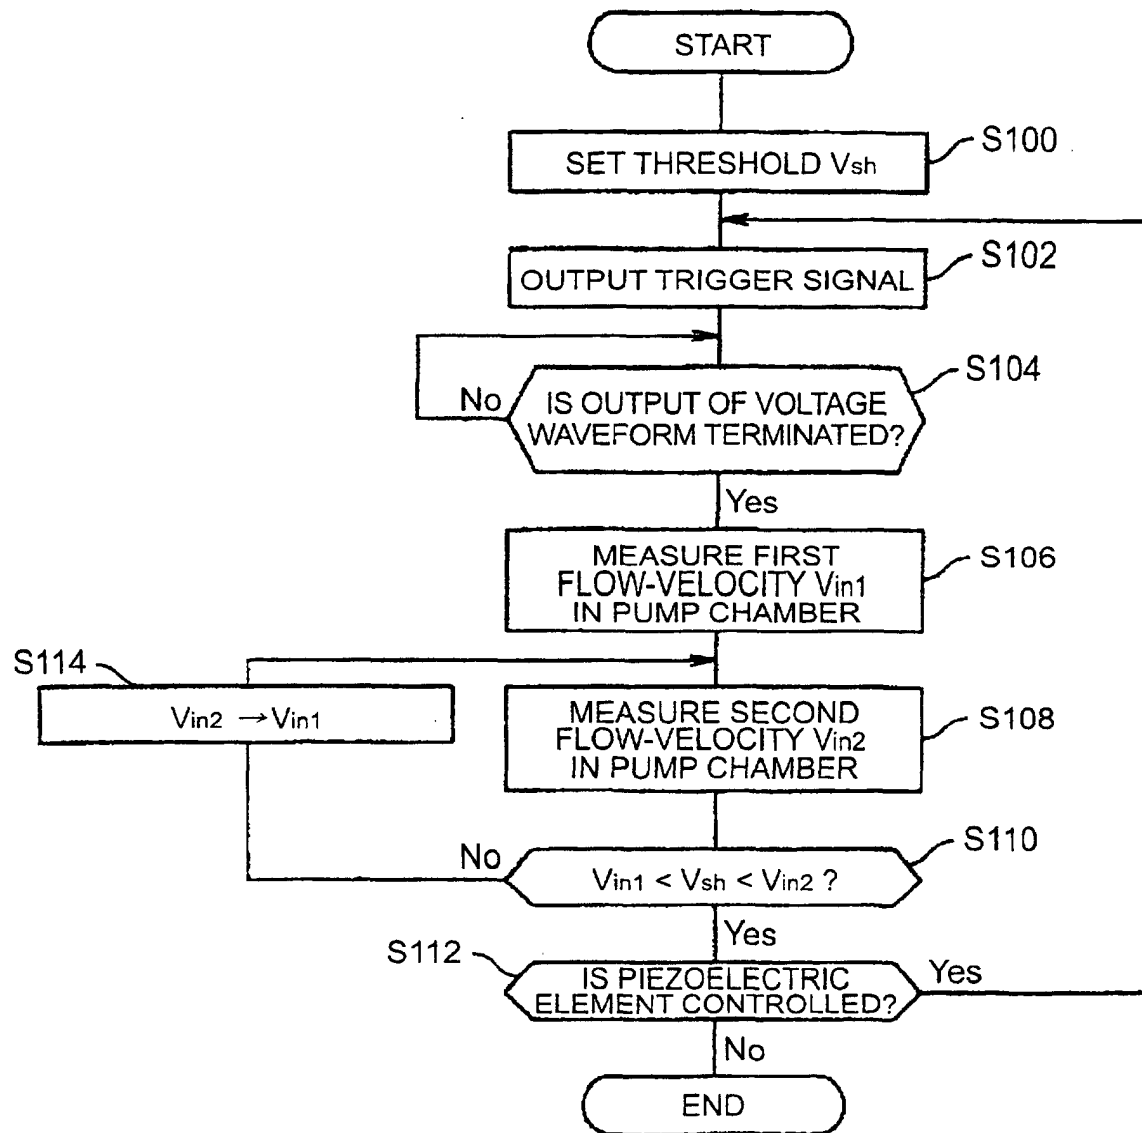 START
S100
SET THRESHOLD Vsh
S102
OUTPUT TRIGGER SIGNAL
S104
No
IS OUTPUT OF VOLTAGE
WAVEFORM TERMINATED?
Yes
MEASURE FIRST
FLOW-VELOCITY Vin1
IN PUMP CHAMBER
S106
S114
Vin2 →Vin1
MEASURE SECOND
FLOW-VELOCITY Vin2
IN PUMP CHAMBER
S108
S110
No
Vin1 < Vsh < Vin2 ?
Yes
S112
IS PIEZOELECTRIC
ELEMENT CONTROLLED?
Yes
No
END